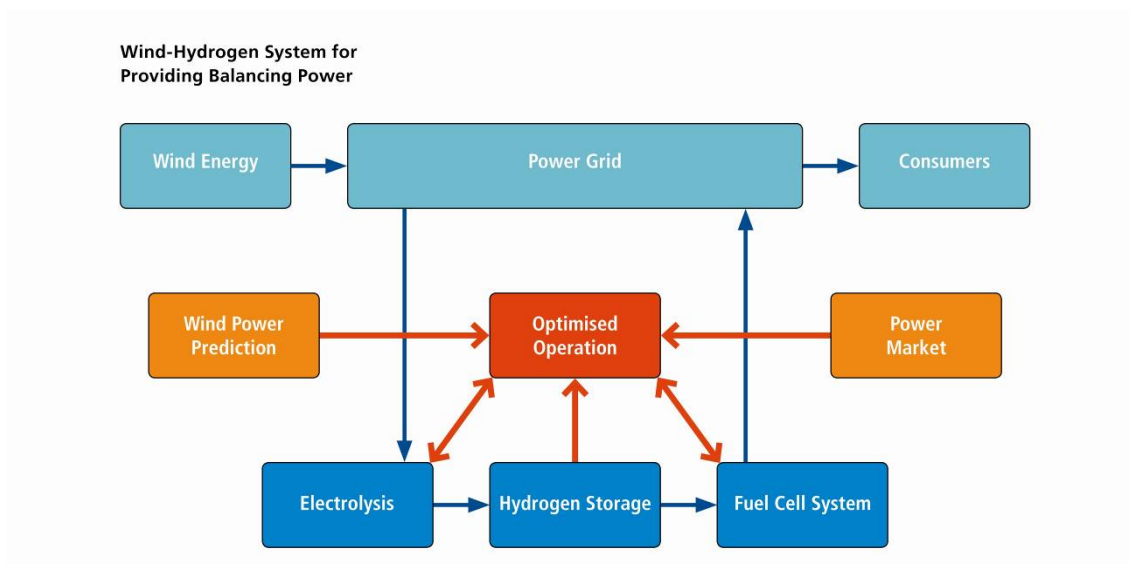 Wind-Hydrogen System for
Providing Balancing Power
Wind Energy
Power Grid
Consumers
Wind Power
Prediction
Optimised
Operation
Power
Market
Electrolysis
Hydrogen Storage
Fuel Cell System